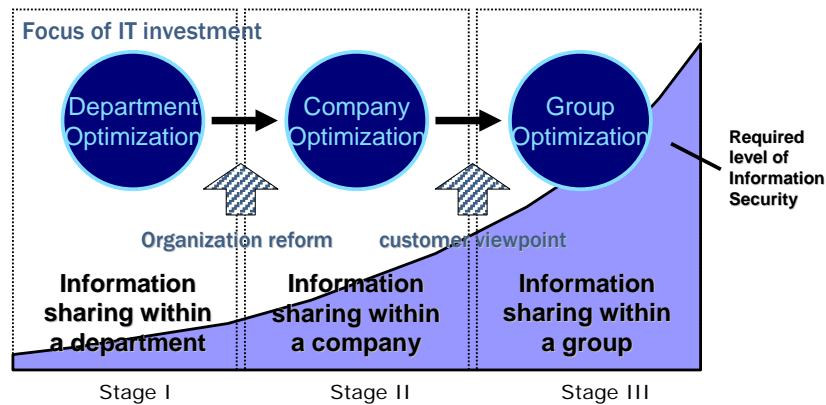 Focus of IT investment
Department
Optimization
Company
Optimization
Group
Optimization
Required
level of
Information
Security
Organization reform
customer viewpoint
Information
sharing within
a department
Information
sharing within
a company
Information
sharing within
a group
Stage I
Stage II
Stage III